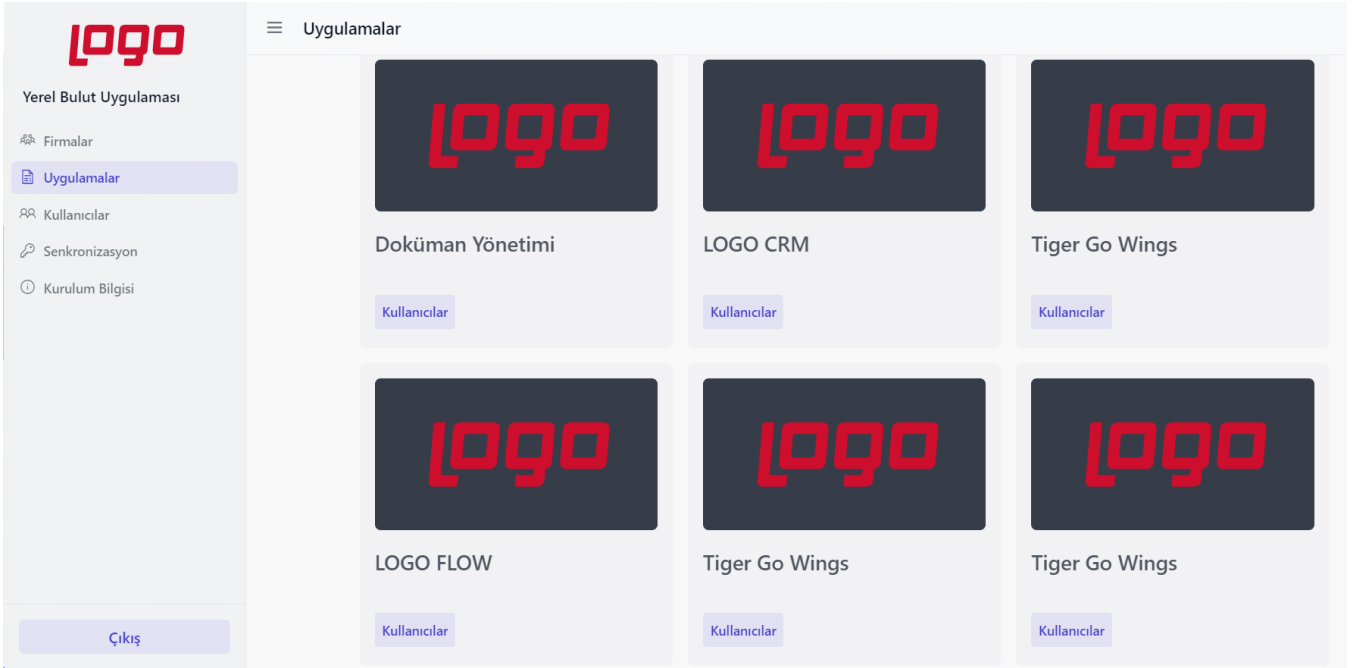 Logo
Yerel Bulut Uygulaması
Firmalar
Uygulamalar
Kullanıcılar
Senkronizasyon
Kurulum Bilgisi
Çıkış
Uygulamalar
Logo
Logo
Logo
Doküman Yönetimi
LOGO CRM
Tiger Go Wings
Kullanıcılar
Kullanıcılar
Kullanıcılar
Logo
Logo
Logo
LOGO FLOW
Tiger Go Wings
Tiger Go Wings
Kullanıcılar
Kullanıcılar
Kullanıcılar